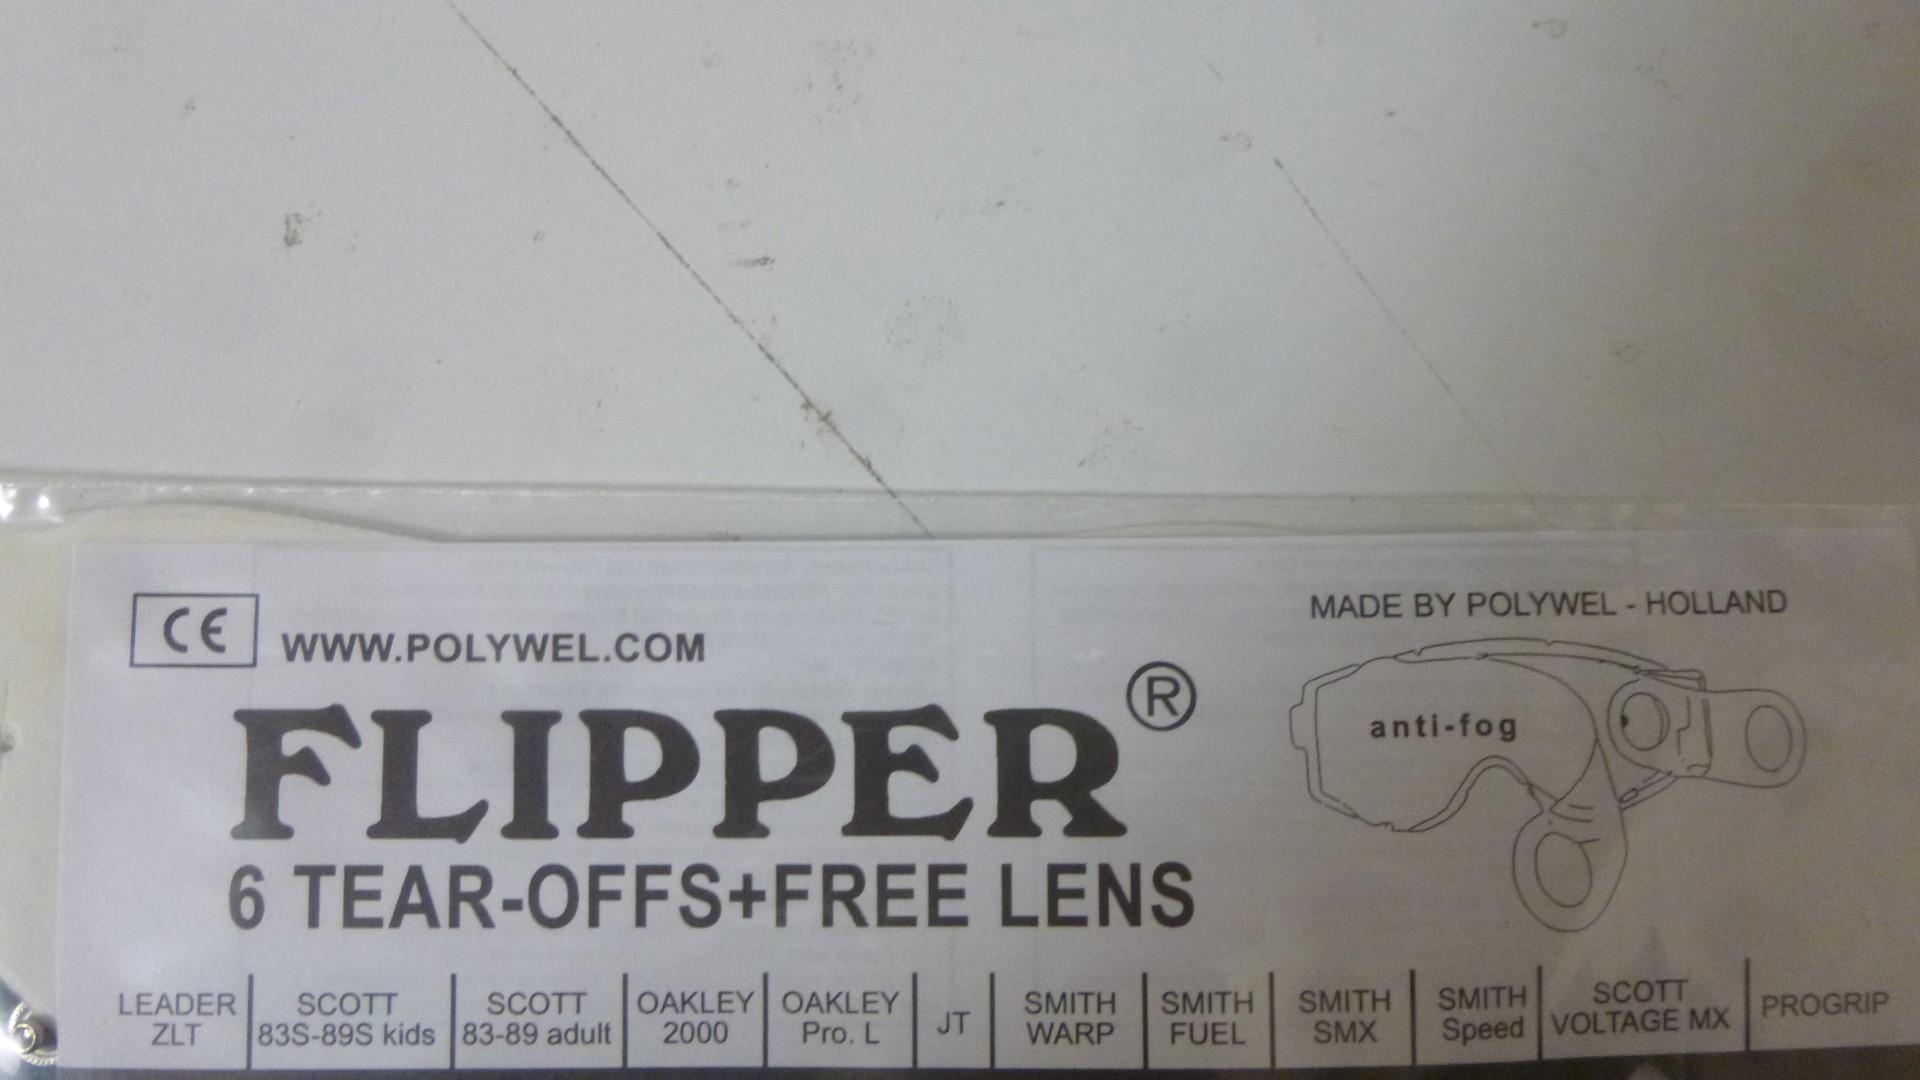 CE
WWW.POLYWEL.COM
MADE BY POLYWEL - HOLLAND
FLIPPER®
anti-fog
6 TEAR-OFFS+FREE LENS
LEADER
ZLT
SCOTT
83S-89S kids
SCOTT
83-89 adult
OAKLEY
2000
OAKLEY
Pro. L
JT
SMITH
WARP
SMITH
FUEL
SMITH
SMX
SMITH
Speed
SCOTT
VOLTAGE MX
PROGRIP